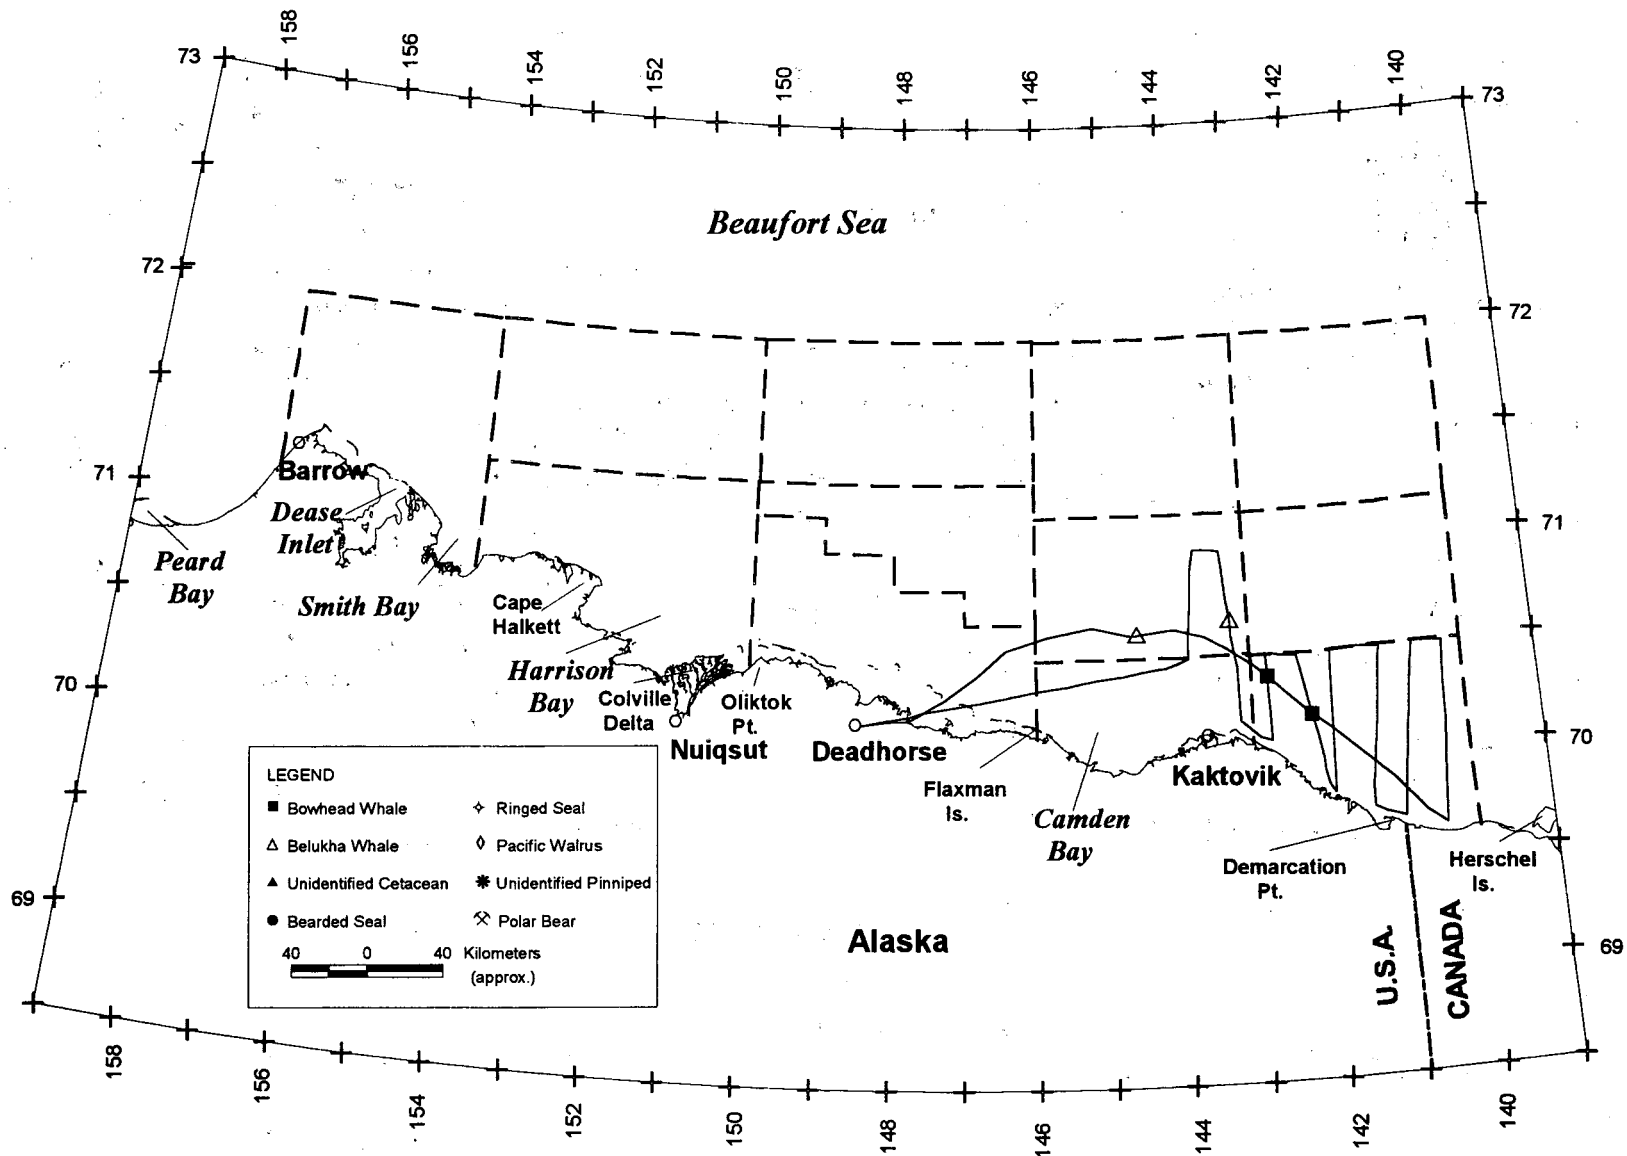 158
156
154
152
150
148
146
144
142
140
73
73
Beaufort Sea
72
72
71
71
Barrow
Dease
Inlet
Peard
Bay
Smith Bay
Cape
Halkett
Harrison
Bay
Colville
Delta
Oliktok
Pt.
Nuiqsut
Deadhorse
Flaxman
Is.
Camden
Bay
Kaktovik
Demarcation
Pt.
Herschel
Is.
70
70
LEGEND
Bowhead Whale
Ringed Seal
Belukha Whale
Pacific Walrus
Unidentified Cetacean
Unidentified Pinniped
Bearded Seal
Polar Bear
40 0 40 Kilometers
(approx.)
Alaska
U.S.A.
CANADA
69
69
158
156
154
152
150
148
146
144
142
140